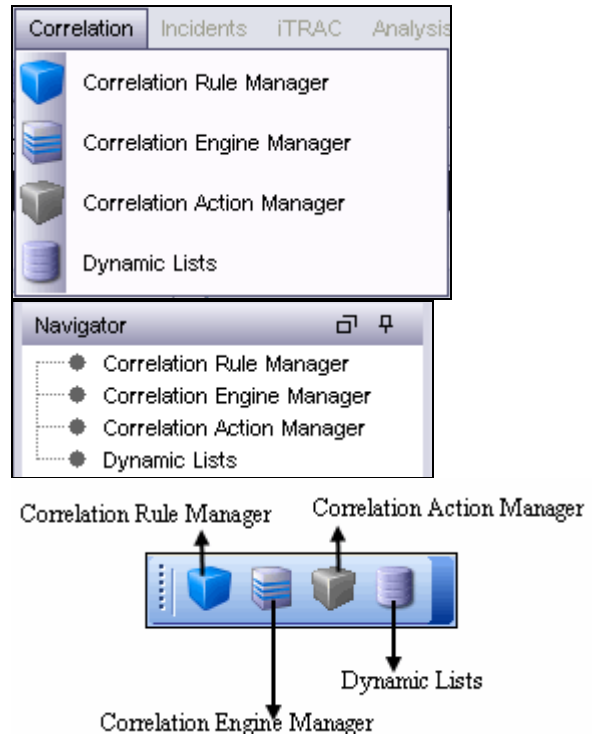 Correlation Incidents iTRAC Analysis
Correlation Rule Manager
Correlation Engine Manager
Correlation Action Manager
Dynamic Lists
Navigator
Correlation Rule Manager
Correlation Engine Manager
Correlation Action Manager
Dynamic Lists
Correlation Rule Manager Correlation Action Manager
Dynamic Lists
Correlation Engine Manager